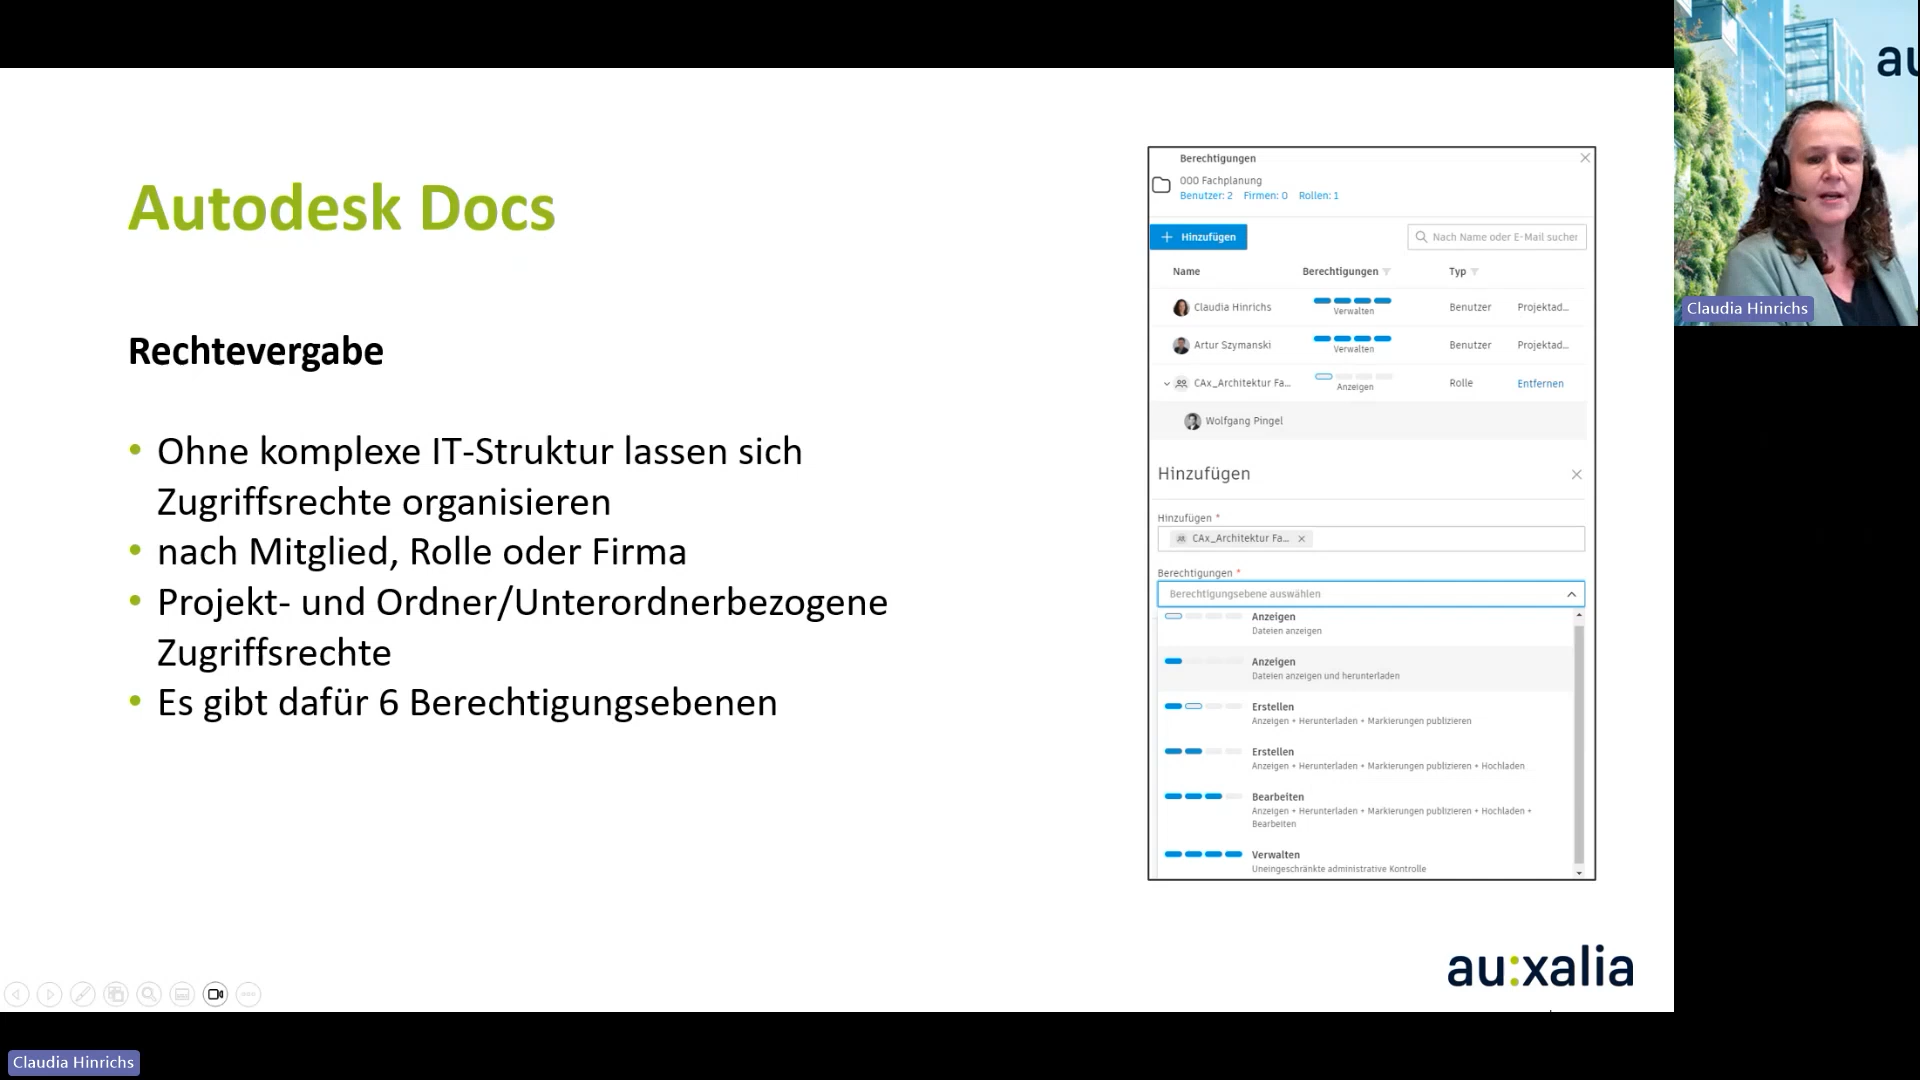 au
Claudia Hinrichs
Autodesk Docs
Rechtevergabe
• Ohne komplexe IT-Struktur lassen sich
Zugriffsrechte organisieren
• nach Mitglied, Rolle oder Firma
• Projekt- und Ordner/Unterordnerbezogene
Zugriffsrechte
• Es gibt dafür 6 Berechtigungsebenen
Berechtigungen
000 Fachplanung
Benutzer: 2 Firmen: 0 Rollen: 1
+ Hinzufügen Nach Name oder E-Mail sucher
Name Berechtigungen Typ
Claudia Hinrichs Verwalten Benutzer Projektad...
Artur Szymanski Verwalten Benutzer Projektad...
CAx_Architektur Fa... Anzeigen Rolle Entfernen
Wolfgang Pingel
Hinzufügen
Hinzufügen *
CAx_Architektur Fa...
Berechtigungen *
Berechtigungsebene auswählen
Anzeigen
Dateien anzeigen
Anzeigen
Dateien anzeigen und herunterladen
Erstellen
Anzeigen + Herunterladen + Markierungen publizieren
Erstellen
Anzeigen + Herunterladen + Markierungen publizieren + Hochladen
Bearbeiten
Anzeigen + Herunterladen + Markierungen publizieren + Hochladen +
Bearbeiten
Verwalten
Uneingeschränkte administrative Kontrolle
au:xalia
Claudia Hinrichs